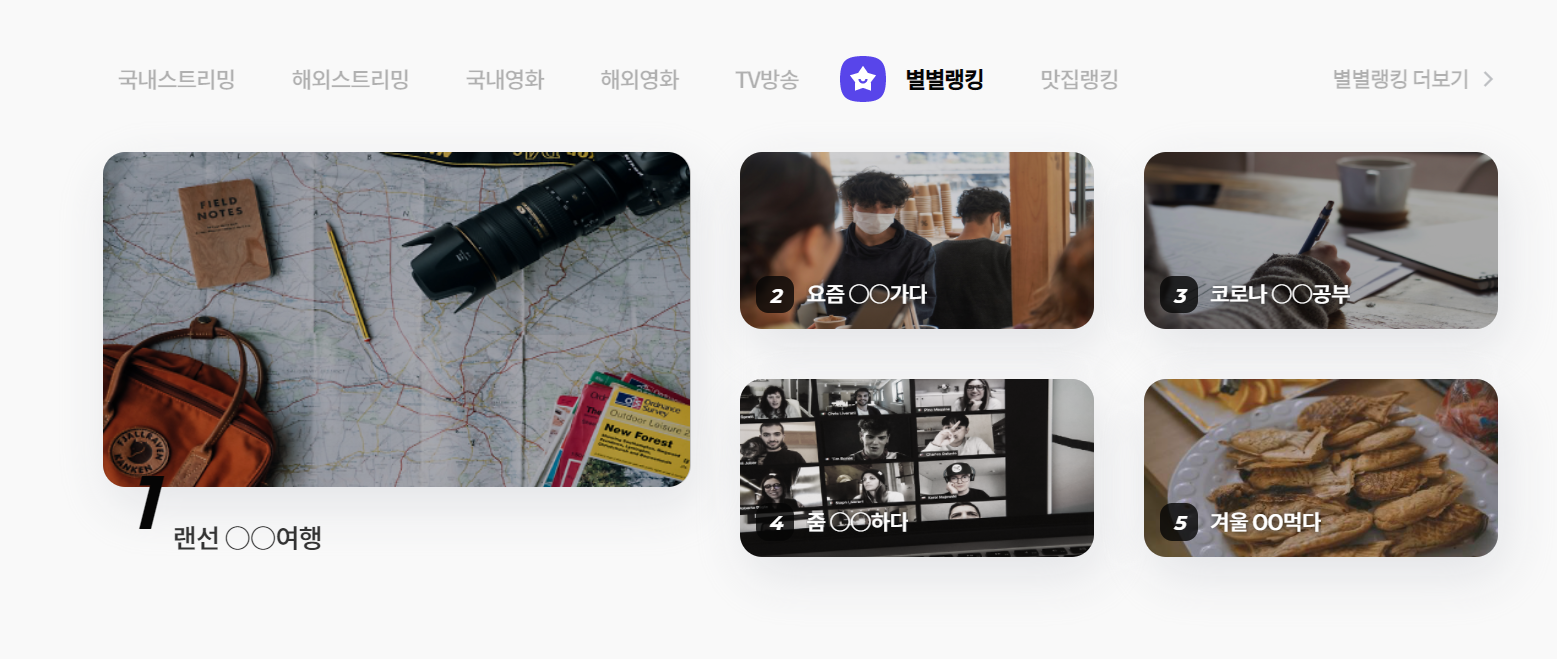 국내스트리밍
해외스트리밍
국내영화
해외영화
TV방송
별별랭킹
맛집랭킹
별별랭킹 더보기
FIELD
NOTES
FJALLRAVEN
KANKEN
Ordnance
Survey
Outdoor Leisure 2
New Forest
1
랜선 ○○여행
2
요즘 ○○가다
3
코로나 ○○공부
4
줌 ○○하다
5
겨울 OO먹다